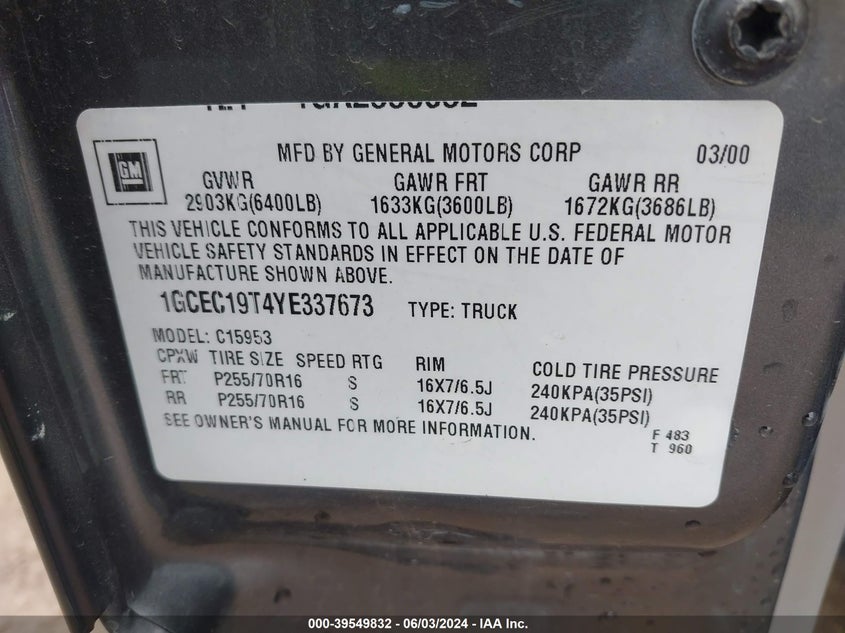 MFD BY GENERAL MOTORS CORP 03/00
GM
GVWR GAWR FRT GAWR RR
2903KG(6400LB) 1633KG(3600LB) 1672KG(3686LB)
THIS VEHICLE CONFORMS TO ALL APPLICABLE U.S. FEDERAL MOTOR
VEHICLE SAFETY STANDARDS IN EFFECT ON THE DATE OF
MANUFACTURE SHOWN ABOVE.
1GCEC19T4YE337673 TYPE: TRUCK
MODEL: C15953
CPXW TIRE SIZE SPEED RTG RIM COLD TIRE PRESSURE
FRT P255/70R16 S 16X7/6.5J 240KPA(35PSI)
RR P255/70R16 S 16X7/6.5J 240KPA(35PSI)
SEE OWNER'S MANUAL FOR MORE INFORMATION.
F 483
T 960
000-39549832 - 06/03/2024 - IAA Inc.